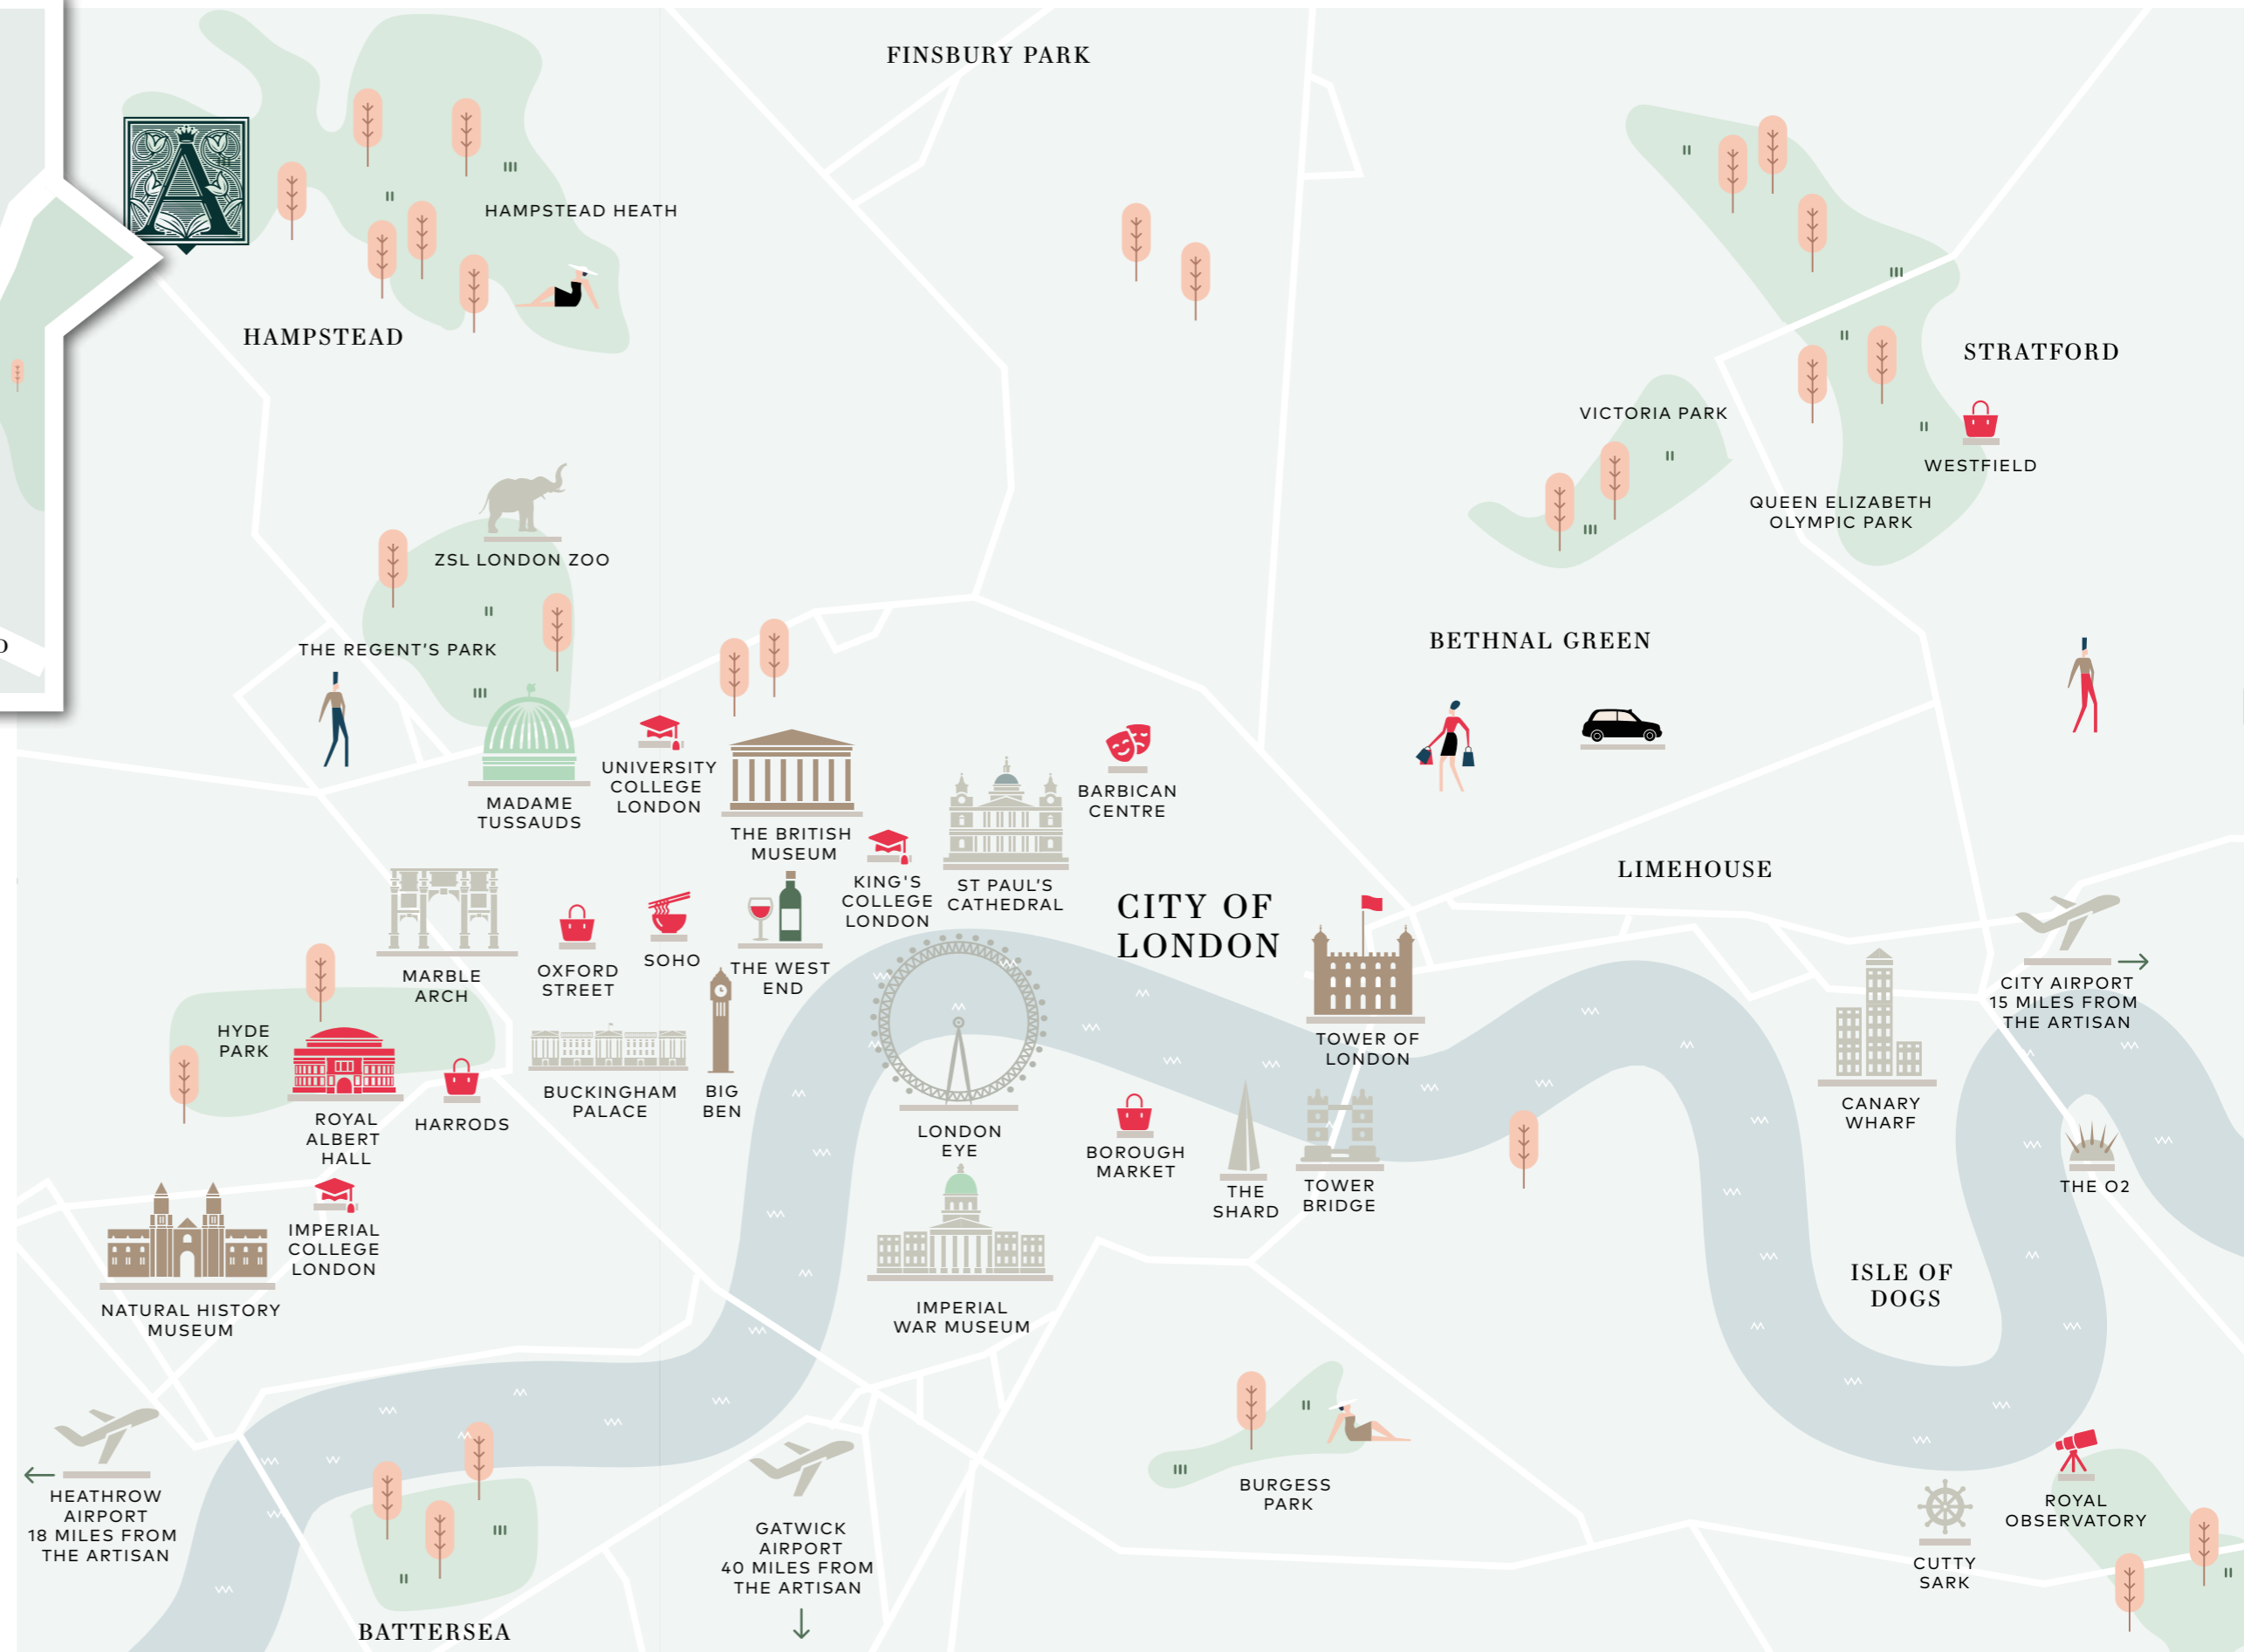 FINSBURY PARK
A
HAMPSTEAD HEATH
HAMPSTEAD
STRATFORD
VICTORIA PARK
WESTFIELD
QUEEN ELIZABETH
OLYMPIC PARK
ZSL LONDON ZOO
THE REGENT'S PARK
BETHNAL GREEN
MADAME
TUSSAUDS
UNIVERSITY
COLLEGE
LONDON
THE BRITISH
MUSEUM
BARBICAN
CENTRE
KING'S
COLLEGE
LONDON
ST PAUL'S
CATHEDRAL
LIMEHOUSE
CITY OF
LONDON
MARBLE
ARCH
OXFORD
STREET
SOHO
THE WEST
END
CITY AIRPORT
15 MILES FROM
THE ARTISAN
HYDE
PARK
TOWER OF
LONDON
ROYAL
ALBERT
HALL
HARRODS
BUCKINGHAM
PALACE
BIG
BEN
LONDON
EYE
BOROUGH
MARKET
THE
SHARD
TOWER
BRIDGE
CANARY
WHARF
THE O2
IMPERIAL
COLLEGE
LONDON
NATURAL HISTORY
MUSEUM
IMPERIAL
WAR MUSEUM
ISLE OF
DOGS
HEATHROW
AIRPORT
18 MILES FROM
THE ARTISAN
GATWICK
AIRPORT
40 MILES FROM
THE ARTISAN
BURGESS
PARK
ROYAL
OBSERVATORY
CUTTY
SARK
BATTERSEA